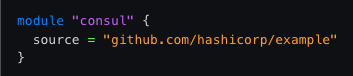 module "consul" {
  source = "github.com/hashicorp/example"
}